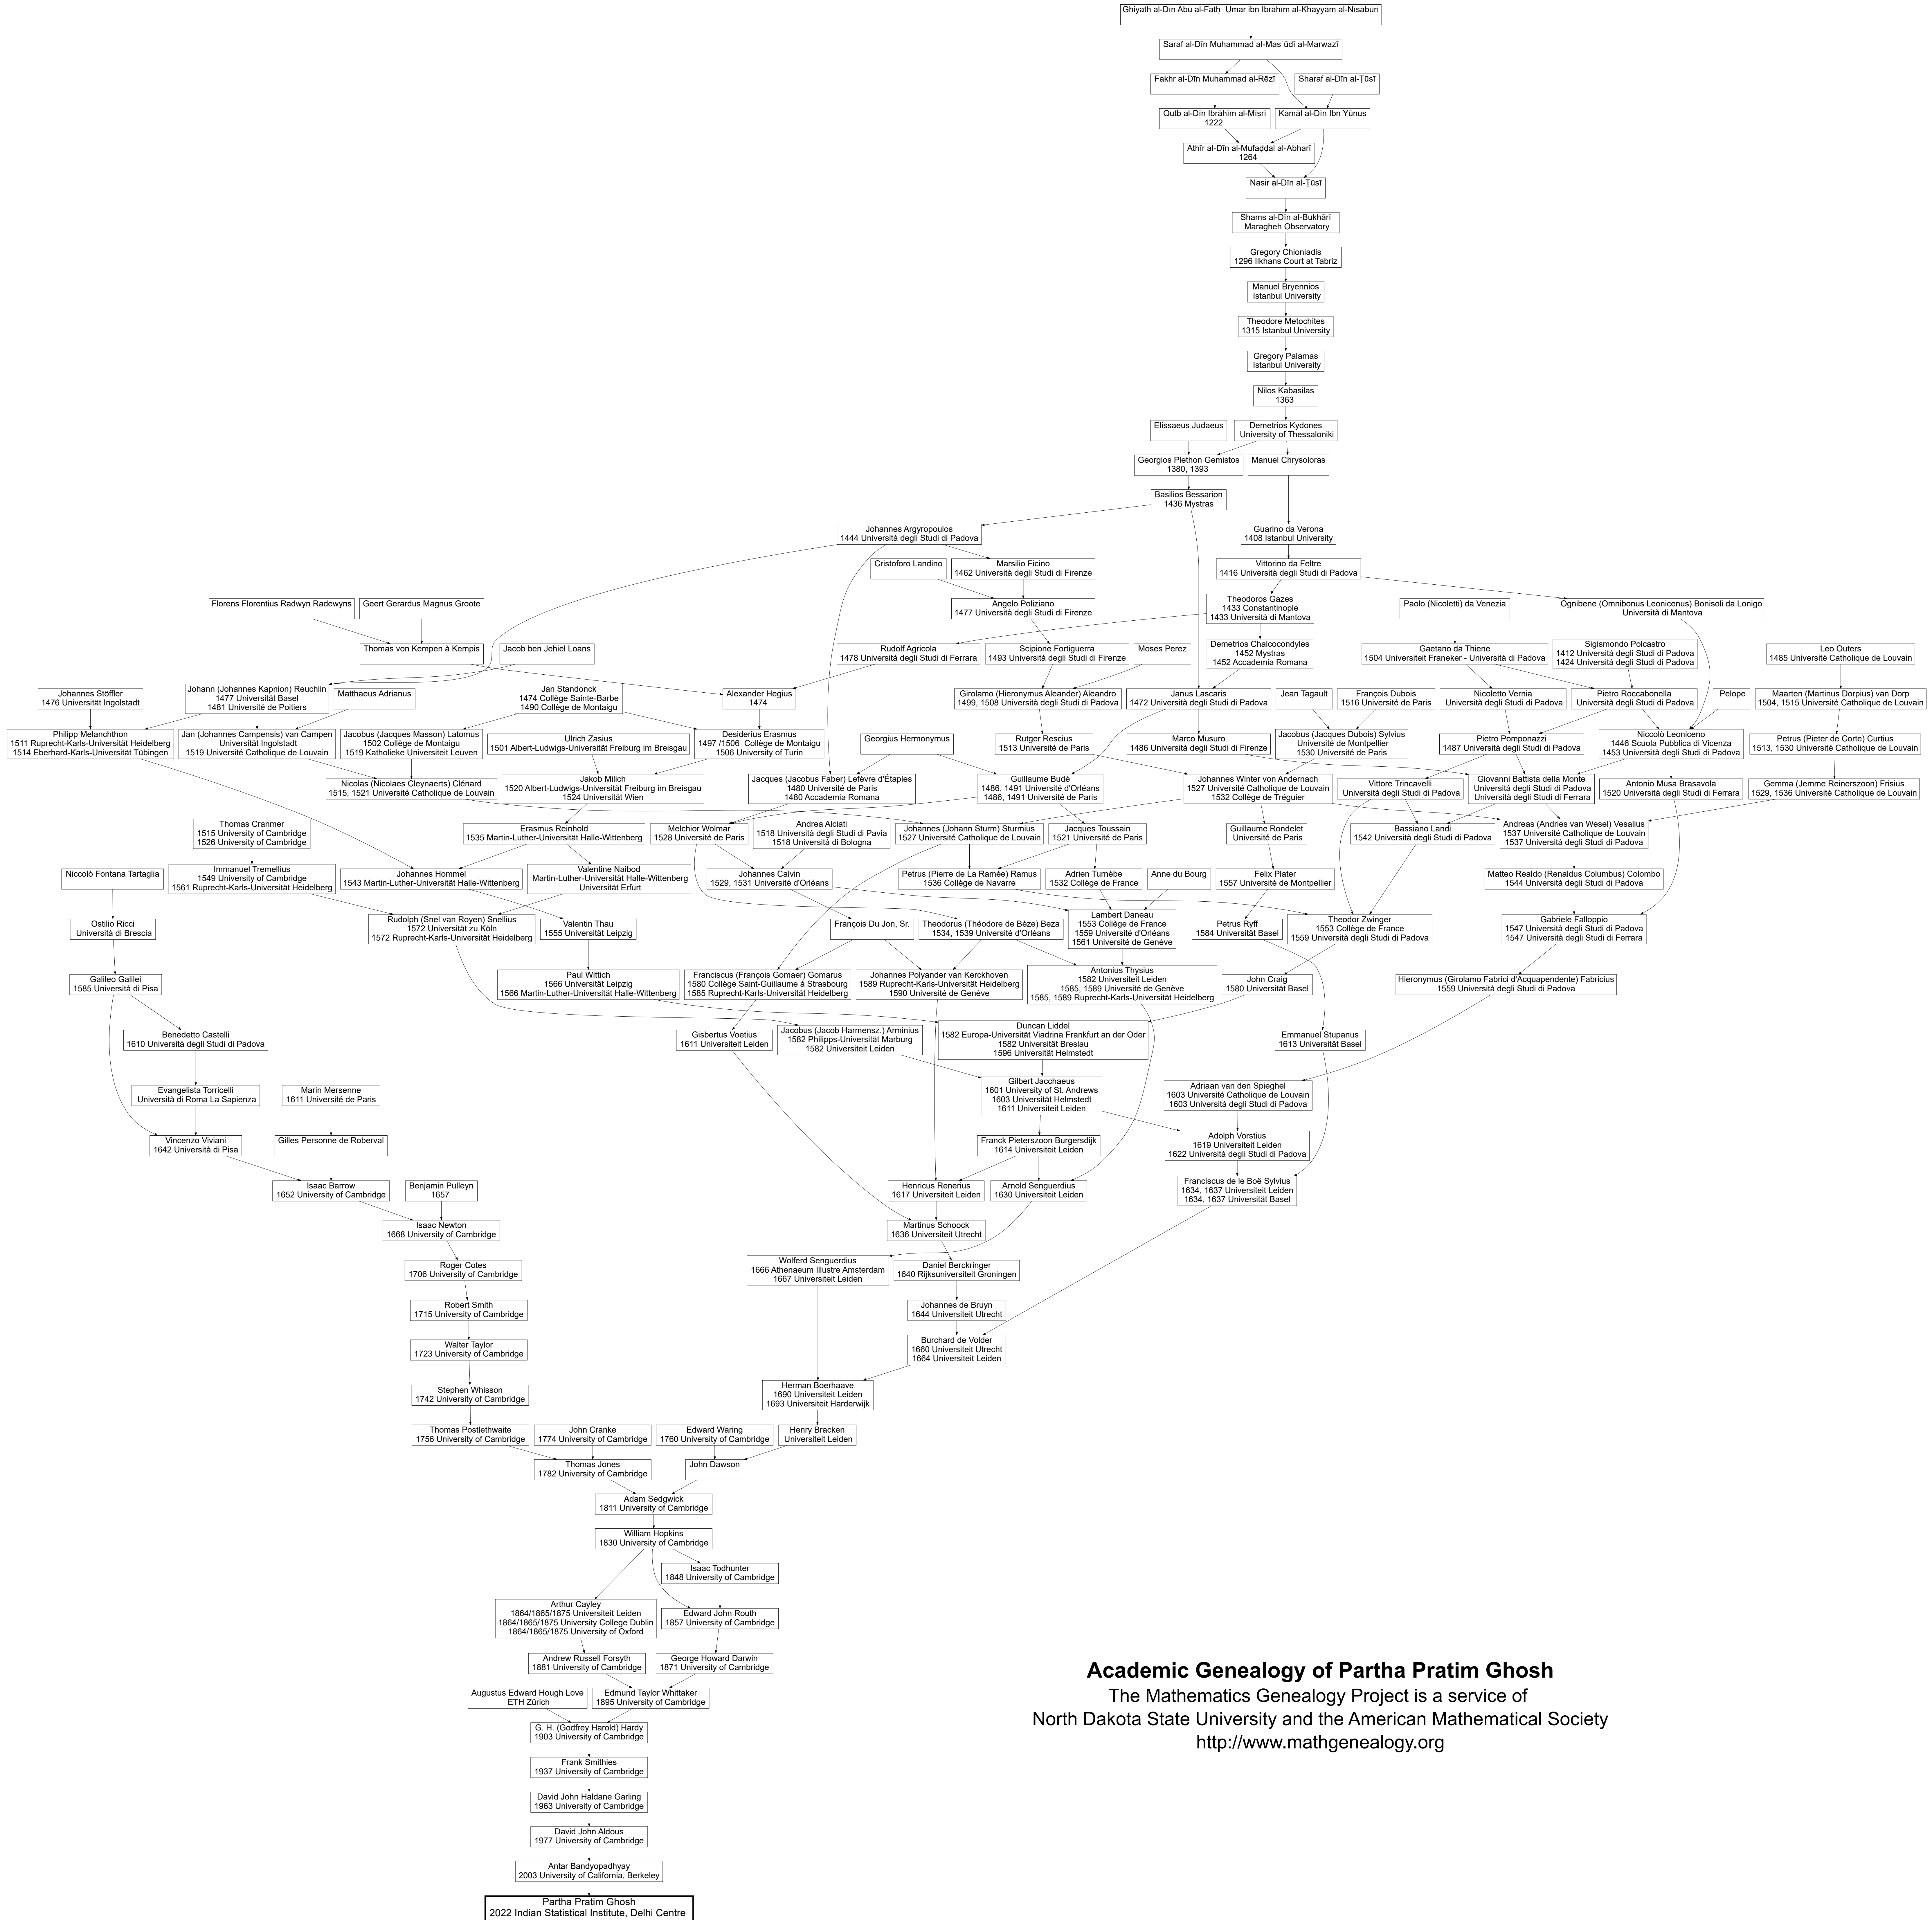 Ghiyāth al-Dīn Abū al-Fatḥ ʿUmar ibn Ibrāhīm al-Khayyām al-Nīsābūrī
Saraf al-Dīn Muhammad al-Masʿūdī al-Marwazī
Fakhr al-Dīn Muhammad al-Rēzī
Sharaf al-Dīn al-Ṭūsī
Qutb al-Dīn Ibrāhīm al-Mīṣrī
1222
Kamāl al-Dīn Ibn Yūnus
Athīr al-Dīn al-Mufaḍḍal al-Abharī
1264
Nasir al-Dīn al-Ṭūsī
Shams al-Dīn al-Bukhārī
Maragheh Observatory
Gregory Chioniadis
1296 Ilkhans Court at Tabriz
Manuel Bryennios
Istanbul University
Theodore Metochites
1315 Istanbul University
Gregory Palamas
Istanbul University
Nilos Kabasilas
1363
Elissaeus Judaeus
Demetrios Kydones
University of Thessaloniki
Georgios Plethon Gemistos
1380, 1393
Manuel Chrysoloras
Basilios Bessarion
1436 Mystras
Johannes Argyropoulos
1444 Università degli Studi di Padova
Guarino da Verona
1408 Istanbul University
Cristoforo Landino
Marsilio Ficino
1462 Università degli Studi di Firenze
Vittorino da Feltre
1416 Università degli Studi di Padova
Florens Florentius Radwyn Radewyns
Geert Gerardus Magnus Groote
Angelo Poliziano
1477 Università degli Studi di Firenze
Theodoros Gazes
1433 Constantinople
1433 Università di Mantova
Paolo (Nicoletti) da Venezia
Ognibene (Omnibonus Leonicenus) Bonisoli da Lonigo
Università di Mantova
Thomas von Kempen à Kempis
Jacob ben Jehiel Loans
Rudolf Agricola
1478 Università degli Studi di Ferrara
Scipione Fortiguerra
1493 Università degli Studi di Firenze
Moses Perez
Demetrios Chalcocondyles
1452 Mystras
1452 Accademia Romana
Gaetano da Thiene
1504 Universiteit Franeker - Università di Padova
Sigismondo Polcastro
1412 Università degli Studi di Padova
1424 Università degli Studi di Padova
Leo Outers
1485 Université Catholique de Louvain
Johannes Stöffler
1476 Universität Ingolstadt
Johann (Johannes Kapnion) Reuchlin
1477 Universität Basel
1481 Université de Poitiers
Matthaeus Adrianus
Jan Standonck
1474 Collège Sainte-Barbe
1490 Collège de Montaigu
Alexander Hegius
1474
Girolamo (Hieronymus Aleander) Aleandro
1499, 1508 Università degli Studi di Padova
Janus Lascaris
1472 Università degli Studi di Padova
Jean Tagault
François Dubois
1516 Université de Paris
Nicoletto Vernia
Università degli Studi di Padova
Pietro Roccabonella
Università degli Studi di Padova
Pelope
Maarten (Martinus Dorpius) van Dorp
1504, 1515 Université Catholique de Louvain
Philipp Melanchthon
1511 Ruprecht-Karls-Universität Heidelberg
1514 Eberhard-Karls-Universität Tübingen
Jan (Johannes Campensis) van Campen
Universität Ingolstadt
1519 Université Catholique de Louvain
Jacobus (Jacques Masson) Latomus
1502 Collège de Montaigu
1519 Katholieke Universiteit Leuven
Ulrich Zasius
1501 Albert-Ludwigs-Universität Freiburg im Breisgau
Desiderius Erasmus
1497 /1506 Collège de Montaigu
1506 University of Turin
Georgius Hermonymus
Rutger Rescius
1513 Université de Paris
Marco Musuro
1486 Università degli Studi di Firenze
Jacobus (Jacques Dubois) Sylvius
Université de Montpellier
1530 Université de Paris
Pietro Pomponazzi
1487 Università degli Studi di Padova
Niccolò Leoniceno
1446 Scuola Pubblica di Vicenza
1453 Università degli Studi di Padova
Petrus (Pieter de Corte) Curtius
1513, 1530 Université Catholique de Louvain
Nicolas (Nicolaes Cleynaerts) Clénard
1515, 1521 Université Catholique de Louvain
Jakob Milich
1520 Albert-Ludwigs-Universität Freiburg im Breisgau
1524 Universität Wien
Jacques (Jacobus Faber) Lefèvre d'Étaples
1480 Université de Paris
1480 Accademia Romana
Guillaume Budé
1486, 1491 Université d'Orléans
1486, 1491 Université de Paris
Johannes Winter von Andernach
1527 Université Catholique de Louvain
1532 Collège de Tréguier
Vittore Trincavelli
Università degli Studi di Padova
Giovanni Battista della Monte
Università degli Studi di Padova
Università degli Studi di Ferrara
Antonio Musa Brasavola
1520 Università degli Studi di Ferrara
Gemma (Jemme Reinerszoon) Frisius
1529, 1536 Université Catholique de Louvain
Thomas Cranmer
1515 University of Cambridge
1526 University of Cambridge
Erasmus Reinhold
1535 Martin-Luther-Universität Halle-Wittenberg
Melchior Wolmar
1528 Université de Paris
Andrea Alciati
1518 Università degli Studi di Pavia
1518 Università di Bologna
Johannes (Johann Sturm) Sturmius
1527 Université Catholique de Louvain
Jacques Toussain
1521 Université de Paris
Guillaume Rondelet
Université de Paris
Bassiano Landi
1542 Università degli Studi di Padova
Andreas (Andries van Wesel) Vesalius
1537 Université Catholique de Louvain
1537 Università degli Studi di Padova
Niccolò Fontana Tartaglia
Immanuel Tremellius
1549 University of Cambridge
1561 Ruprecht-Karls-Universität Heidelberg
Johannes Hommel
1543 Martin-Luther-Universität Halle-Wittenberg
Valentine Naibod
Martin-Luther-Universität Halle-Wittenberg
Universität Erfurt
Johannes Calvin
1529, 1531 Université d'Orléans
Petrus (Pierre de La Ramée) Ramus
1536 Collège de Navarre
Adrien Turnèbe
1532 Collège de France
Anne du Bourg
Felix Plater
1557 Université de Montpellier
Matteo Realdo (Renaldus Columbus) Colombo
1544 Università degli Studi di Padova
Ostilio Ricci
Università di Brescia
Rudolph (Snel van Royen) Snellius
1572 Universität zu Köln
1572 Ruprecht-Karls-Universität Heidelberg
Valentin Thau
1555 Universität Leipzig
François Du Jon, Sr.
Theodorus (Théodore de Bèze) Beza
1534, 1539 Université d'Orléans
Lambert Daneau
1553 Collège de France
1559 Université d'Orléans
1561 Université de Genève
Petrus Ryff
1584 Universität Basel
Theodor Zwinger
1553 Collège de France
1559 Università degli Studi di Padova
Gabriele Falloppio
1547 Università degli Studi di Padova
1547 Università degli Studi di Ferrara
Galileo Galilei
1585 Università di Pisa
Paul Wittich
1566 Universität Leipzig
1566 Martin-Luther-Universität Halle-Wittenberg
Franciscus (François Gomaer) Gomarus
1580 Collège Saint-Guillaume à Strasbourg
1585 Ruprecht-Karls-Universität Heidelberg
Johannes Polyander van Kerckhoven
1589 Ruprecht-Karls-Universität Heidelberg
1590 Université de Genève
Antonius Thysius
1582 Universiteit Leiden
1585, 1589 Université de Genève
1585, 1589 Ruprecht-Karls-Universität Heidelberg
John Craig
1580 Universität Basel
Hieronymus (Girolamo Fabrici d'Acquapendente) Fabricius
1559 Università degli Studi di Padova
Benedetto Castelli
1610 Università degli Studi di Padova
Gisbertus Voetius
1611 Universiteit Leiden
Jacobus (Jacob Harmensz.) Arminius
1582 Philipps-Universität Marburg
1582 Universiteit Leiden
Duncan Liddel
1582 Europa-Universität Viadrina Frankfurt an der Oder
1582 Universität Breslau
1596 Universität Helmstedt
Emmanuel Stupanus
1613 Universität Basel
Evangelista Torricelli
Università di Roma La Sapienza
Marin Mersenne
1611 Université de Paris
Gilbert Jacchaeus
1601 University of St. Andrews
1603 Universität Helmstedt
1611 Universiteit Leiden
Adriaan van den Spieghel
1603 Université Catholique de Louvain
1603 Università degli Studi di Padova
Vincenzo Viviani
1642 Università di Pisa
Gilles Personne de Roberval
Franck Pieterszoon Burgersdijk
1614 Universiteit Leiden
Adolph Vorstius
1619 Universiteit Leiden
1622 Università degli Studi di Padova
Isaac Barrow
1652 University of Cambridge
Benjamin Pulleyn
1657
Henricus Renerius
1617 Universiteit Leiden
Arnold Senguerdius
1630 Universiteit Leiden
Franciscus de le Boë Sylvius
1634, 1637 Universiteit Leiden
1634, 1637 Universität Basel
Isaac Newton
1668 University of Cambridge
Martinus Schoock
1636 Universiteit Utrecht
Roger Cotes
1706 University of Cambridge
Wolferd Senguerdius
1666 Athenaeum Illustre Amsterdam
1667 Universiteit Leiden
Daniel Berckringer
1640 Rijksuniversiteit Groningen
Robert Smith
1715 University of Cambridge
Johannes de Bruyn
1644 Universiteit Utrecht
Walter Taylor
1723 University of Cambridge
Burchard de Volder
1660 Universiteit Utrecht
1664 Universiteit Leiden
Stephen Whisson
1742 University of Cambridge
Herman Boerhaave
1690 Universiteit Leiden
1693 Universiteit Harderwijk
Thomas Postlethwaite
1756 University of Cambridge
John Cranke
1774 University of Cambridge
Edward Waring
1760 University of Cambridge
Henry Bracken
Universiteit Leiden
Thomas Jones
1782 University of Cambridge
John Dawson
Adam Sedgwick
1811 University of Cambridge
William Hopkins
1830 University of Cambridge
Isaac Todhunter
1848 University of Cambridge
Arthur Cayley
1864/1865/1875 Universiteit Leiden
1864/1865/1875 University College Dublin
1864/1865/1875 University of Oxford
Edward John Routh
1857 University of Cambridge
Andrew Russell Forsyth
1881 University of Cambridge
George Howard Darwin
1871 University of Cambridge
Augustus Edward Hough Love
ETH Zürich
Edmund Taylor Whittaker
1895 University of Cambridge
G. H. (Godfrey Harold) Hardy
1903 University of Cambridge
Frank Smithies
1937 University of Cambridge
David John Haldane Garling
1963 University of Cambridge
David John Aldous
1977 University of Cambridge
Antar Bandyopadhyay
2003 University of California, Berkeley
Partha Pratim Ghosh
2022 Indian Statistical Institute, Delhi Centre
Academic Genealogy of Partha Pratim Ghosh
The Mathematics Genealogy Project is a service of
North Dakota State University and the American Mathematical Society
http://www.mathgenealogy.org